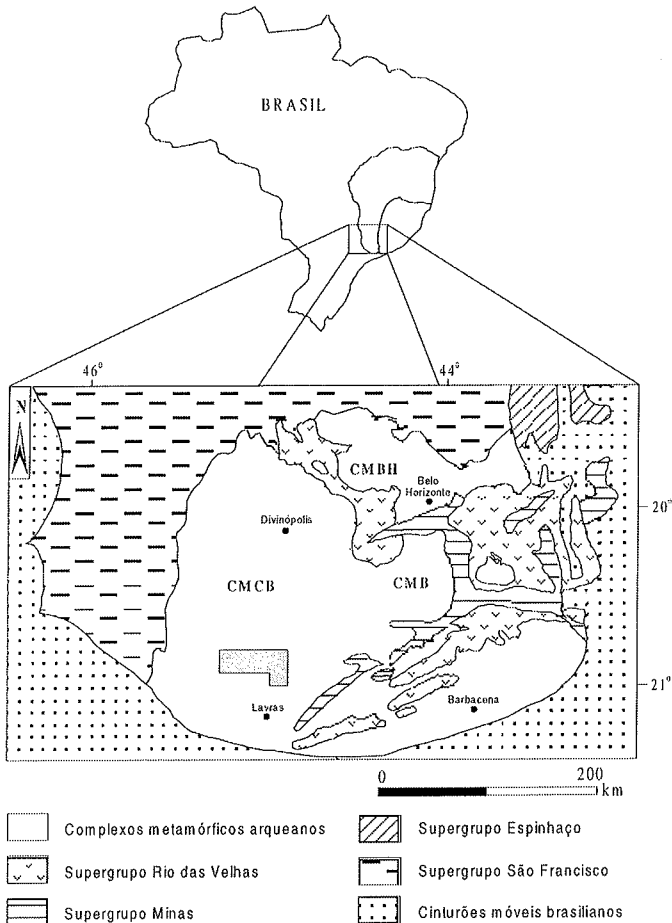 BRASIL
46° 44°
N
CMBH
Belo
Horizonte
20°
Divinópolis
CMCB CMB
21°
Lavras Barbacena
0 200
km
Complexos metamórficos arqueanos Supergrupo Espinhaço
Supergrupo Rio das Velhas Supergrupo São Francisco
Supergrupo Minas Cinturões móveis brasilianos